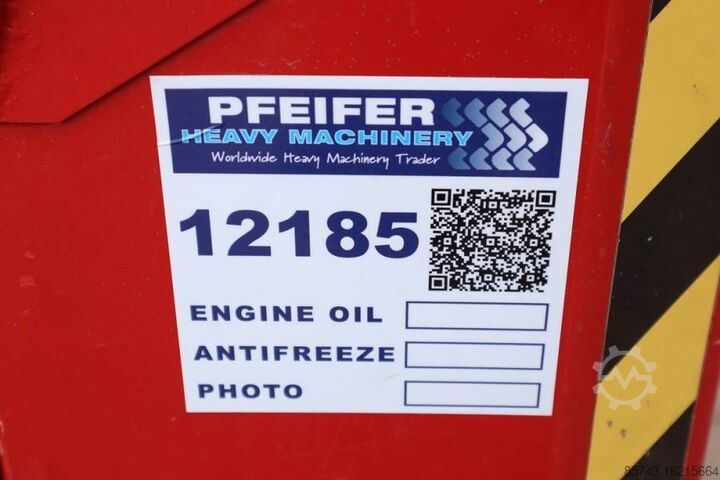 PFEIFER
HEAVY MACHINERY
Worldwide Heavy Machinery Trader
12185
ENGINE OIL
ANTIFREEZE
PHOTO
85743-16215664